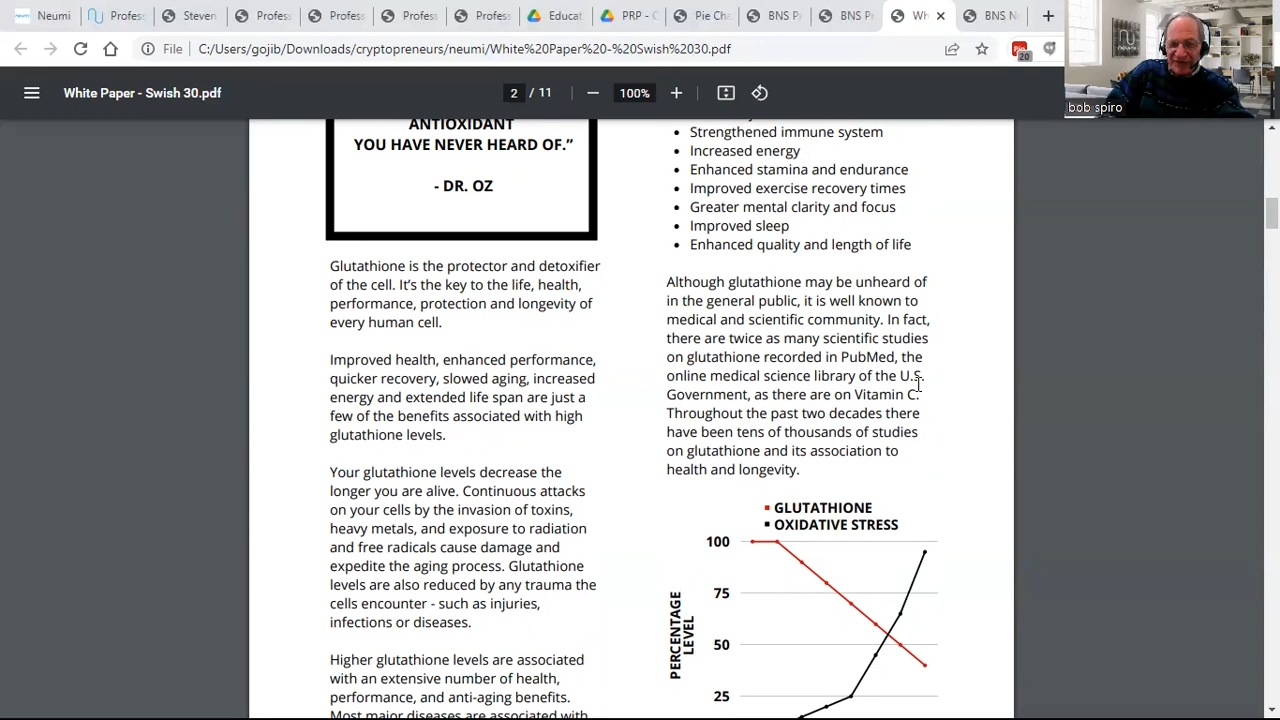 Neumi
Profes
Steven
Profes
Profes
Profes
Profes
Educat
PRP - C
Pie Cha
BNS P
BNS Pr
Wh
BNS N
File
C:/Users/gojib/Downloads/cryptopreneurs/neumi/White%20Paper%20-%20Swish%2030.pdf
20
neumi
bob spiro
White Paper - Swish 30.pdf
2 / 11
100%
ANTIOXIDANT
YOU HAVE NEVER HEARD OF.”
- DR. OZ
Glutathione is the protector and detoxifier
of the cell. It’s the key to the life, health,
performance, protection and longevity of
every human cell.
Improved health, enhanced performance,
quicker recovery, slowed aging, increased
energy and extended life span are just a
few of the benefits associated with high
glutathione levels.
Your glutathione levels decrease the
longer you are alive. Continuous attacks
on your cells by the invasion of toxins,
heavy metals, and exposure to radiation
and free radicals cause damage and
expedite the aging process. Glutathione
levels are also reduced by any trauma the
cells encounter - such as injuries,
infections or diseases.
Higher glutathione levels are associated
with an extensive number of health,
performance, and anti-aging benefits.
Most major diseases are associated with
• Strengthened immune system
• Increased energy
• Enhanced stamina and endurance
• Improved exercise recovery times
• Greater mental clarity and focus
• Improved sleep
• Enhanced quality and length of life
Although glutathione may be unheard of
in the general public, it is well known to
medical and scientific community. In fact,
there are twice as many scientific studies
on glutathione recorded in PubMed, the
online medical science library of the U.S.
Government, as there are on Vitamin C.
Throughout the past two decades there
have been tens of thousands of studies
on glutathione and its association to
health and longevity.
GLUTATHIONE
OXIDATIVE STRESS
100
75
50
25
PERCENTAGE
LEVEL